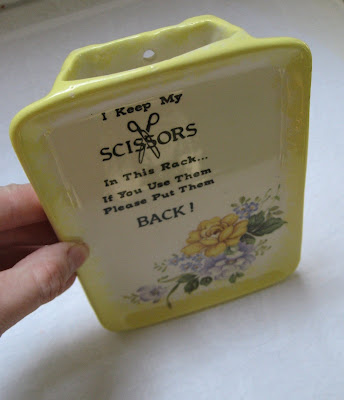 I Keep My
SCISSORS
In This Rack...
If You Use Them
Please Put Them
BACK!